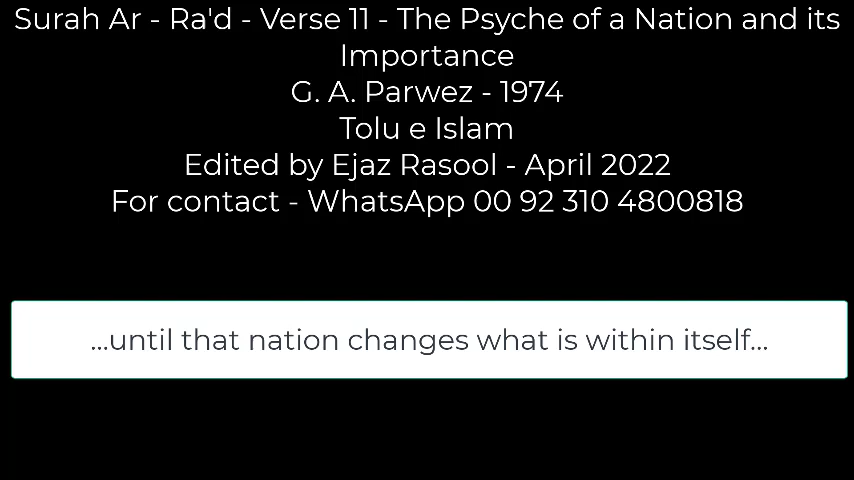 Surah Ar - Ra'd - Verse 11 - The Psyche of a Nation and its
Importance
G. A. Parwez - 1974
Tolu e Islam
Edited by Ejaz Rasool - April 2022
For contact - WhatsApp 00 92 310 4800818
...until that nation changes what is within itself...